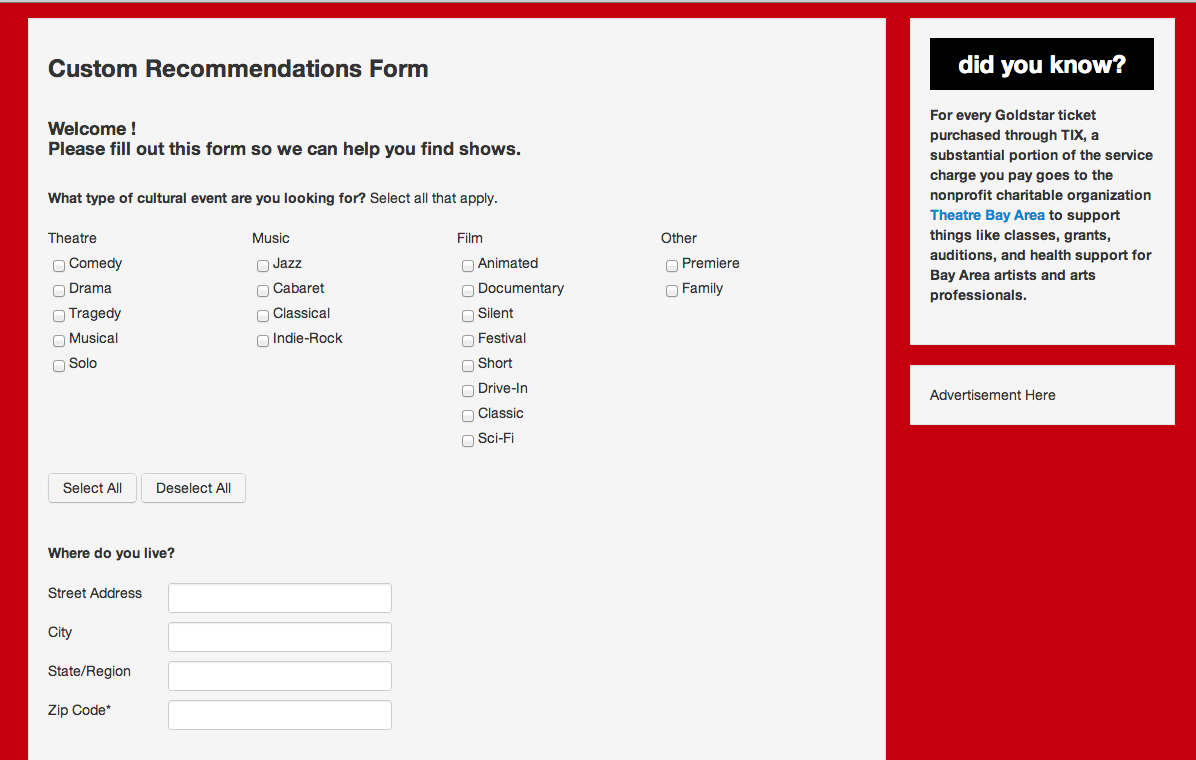 Custom Recommendations Form
Welcome !
Please fill out this form so we can help you find shows.
What type of cultural event are you looking for? Select all that apply.
Theatre
Comedy
Drama
Tragedy
Musical
Solo
Music
Jazz
Cabaret
Classical
Indie-Rock
Film
Animated
Documentary
Silent
Festival
Short
Drive-In
Classic
Sci-Fi
Other
Premiere
Family
Select All
Deselect All
Where do you live?
Street Address
City
State/Region
Zip Code*
did you know?
For every Goldstar ticket
purchased through TIX, a
substantial portion of the service
charge you pay goes to the
nonprofit charitable organization
Theatre Bay Area to support
things like classes, grants,
auditions, and health support for
Bay Area artists and arts
professionals.
Advertisement Here